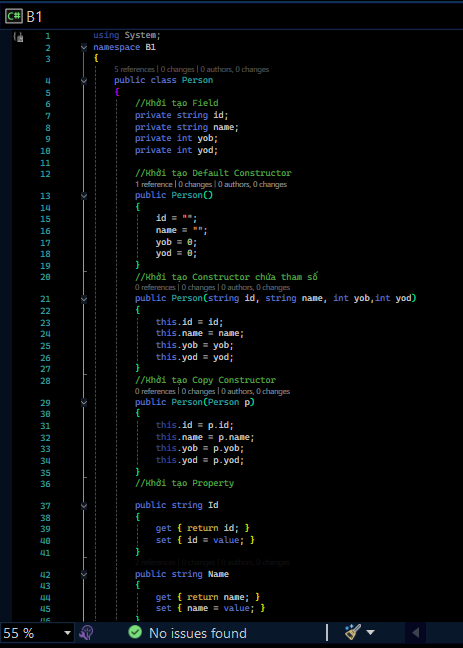 C# B1
1 using System;
2 namespace B1
3 {
5 references | 0 changes | 0 authors, 0 changes
4 public class Person
5 {
6 //Khởi tạo Field
7 private string id;
8 private string name;
9 private int yob;
10 private int yod;
11
12 //Khởi tạo Default Constructor
1 reference | 0 changes | 0 authors, 0 changes
13 public Person()
14 {
15 id = "";
16 name = "";
17 yob = 0;
18 yod = 0;
19 }
20 //Khởi tạo Constructor chứa tham số
0 references | 0 changes | 0 authors, 0 changes
21 public Person(string id, string name, int yob,int yod)
22 {
23 this.id = id;
24 this.name = name;
25 this.yob = yob;
26 this.yod = yod;
27 }
28 //Khởi tạo Copy Constructor
0 references | 0 changes | 0 authors, 0 changes
29 public Person(Person p)
30 {
31 this.id = p.id;
32 this.name = p.name;
33 this.yob = p.yob;
34 this.yod = p.yod;
35 }
36 //Khởi tạo Property
37 public string Id
38 {
39 get { return id; }
40 set { id = value; }
41 }
42 public string Name
43 {
44 get { return name; }
45 set { name = value; }
46 }
55 % No issues found